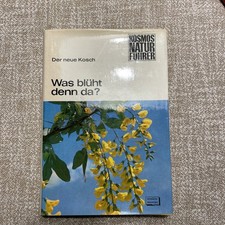 KOSMOS
NATUR
FÜHRER
Der neue Kosch
Was blüht
denn da?